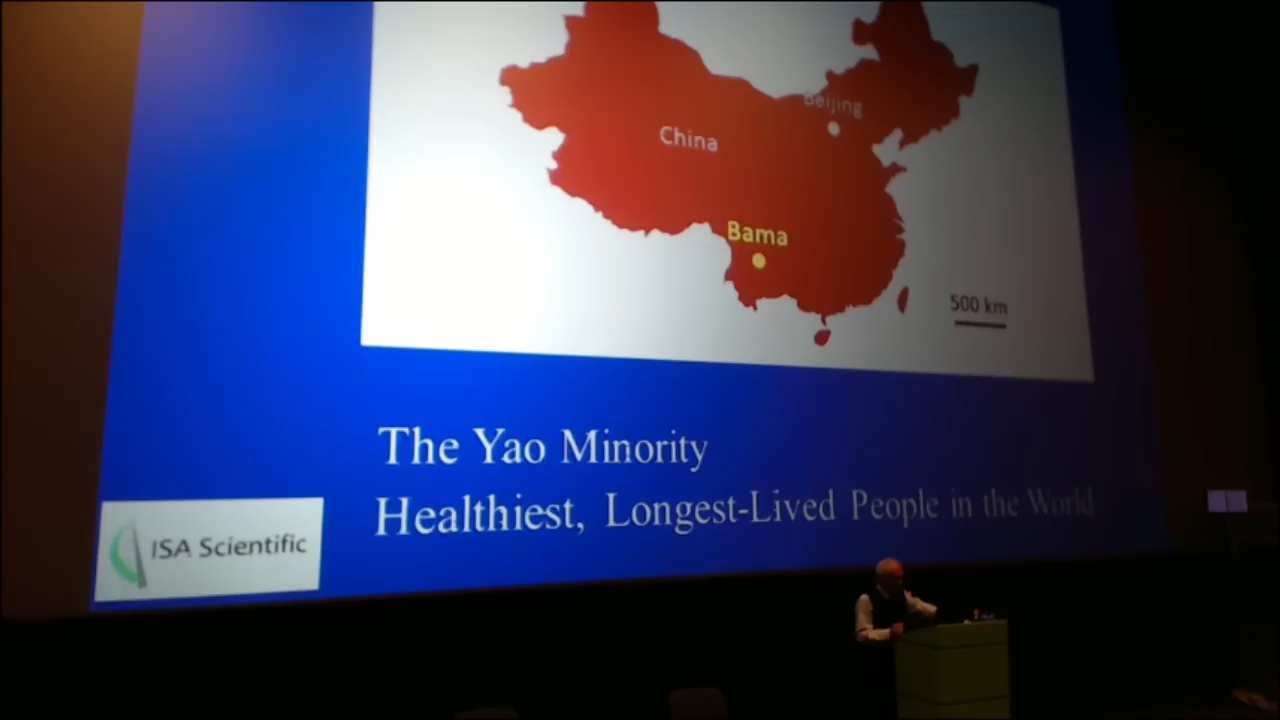 Beijing
China
Bama
500 km
The Yao Minority
Healthiest, Longest-Lived People in the World
ISA Scientific